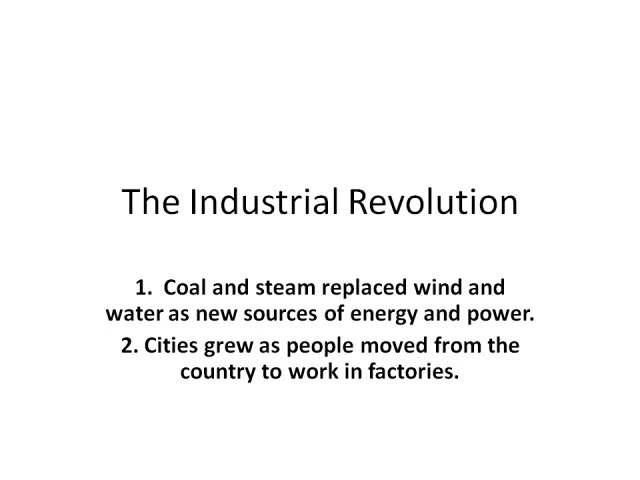 The Industrial Revolution
1.  Coal and steam replaced wind and
water as new sources of energy and power.
2. Cities grew as people moved from the
country to work in factories.